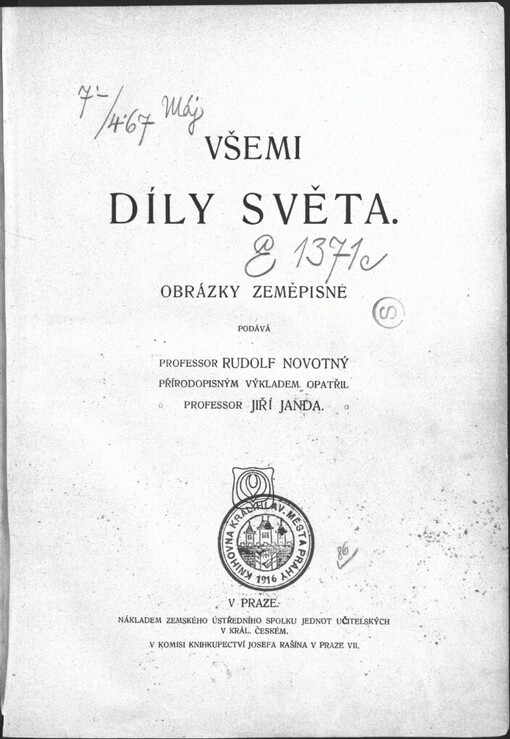 7-/467 Máj
VŠEMI
DÍLY SVĚTA.
1371c
OBRÁZKY ZEMĚPISNÉ
S
PODÁVÁ
PROFESSOR RUDOLF NOVOTNÝ
PŘÍRODOPISNÝM VÝKLADEM OPATŘIL
PROFESSOR JIŘÍ JANDA.
KNIHOVNA KRÁL. HLAV. MĚSTA PRAHY
1916
86
V PRAZE.
NÁKLADEM ZEMSKÉHO ÚSTŘEDNÍHO SPOLKU JEDNOT UČITELSKÝCH
V KRÁL. ČESKÉM.
V KOMISI KNIHKUPECTVÍ JOSEFA RAŠÍNA V PRAZE VII.